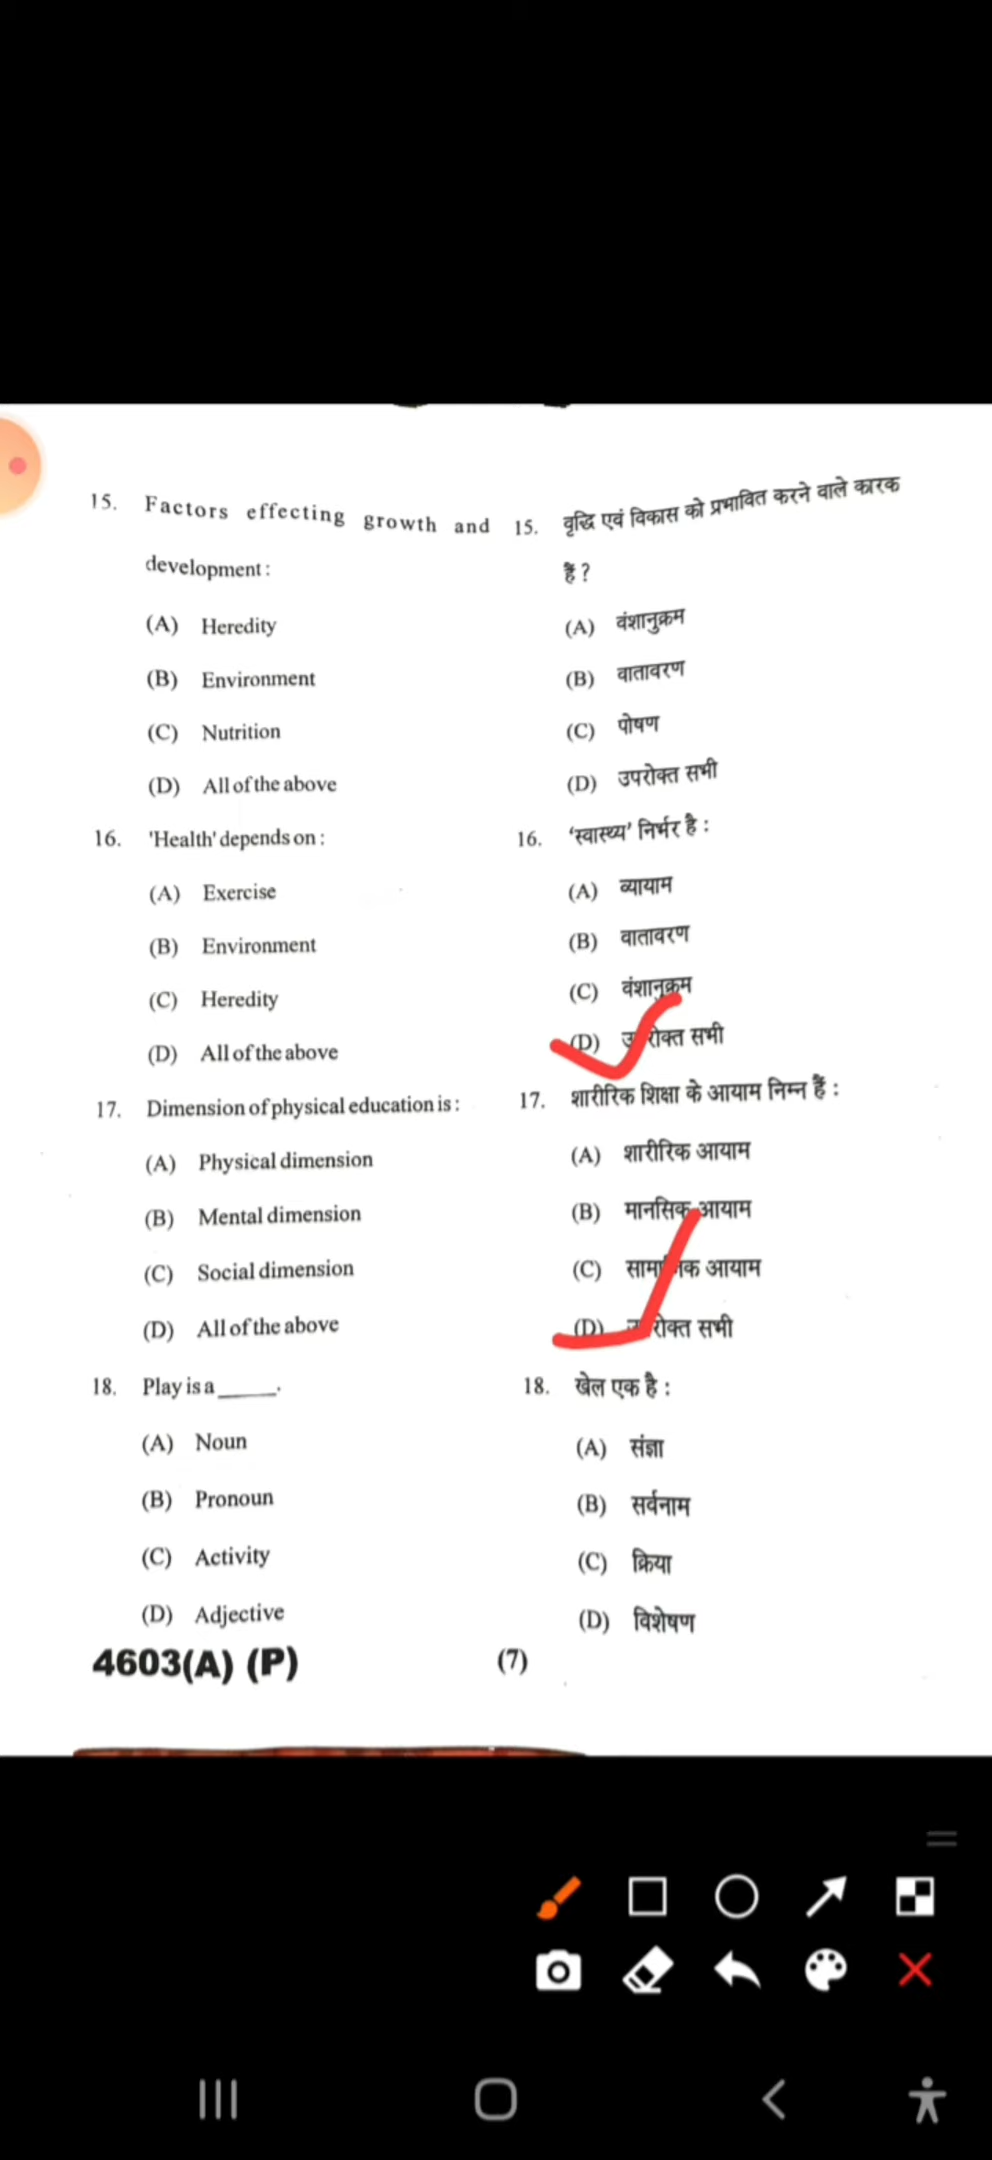 15. Factors effecting growth and
development :
(A) Heredity
(B) Environment
(C) Nutrition
(D) All of the above
16. 'Health' depends on :
(A) Exercise
(B) Environment
(C) Heredity
(D) All of the above
17. Dimension of physical education is :
(A) Physical dimension
(B) Mental dimension
(C) Social dimension
(D) All of the above
18. Play is a _____.
(A) Noun
(B) Pronoun
(C) Activity
(D) Adjective
15. वृद्धि एवं विकास को प्रभावित करने वाले कारक
हैं ?
(A) वंशानुक्रम
(B) वातावरण
(C) पोषण
(D) उपरोक्त सभी
16. 'स्वास्थ्य' निर्भर है :
(A) व्यायाम
(B) वातावरण
(C) वंशानुक्रम
(D) उपरोक्त सभी
17. शारीरिक शिक्षा के आयाम निम्न हैं :
(A) शारीरिक आयाम
(B) मानसिक आयाम
(C) सामाजिक आयाम
(D) उपरोक्त सभी
18. खेल एक है :
(A) संज्ञा
(B) सर्वनाम
(C) क्रिया
(D) विशेषण
4603(A) (P) (7)